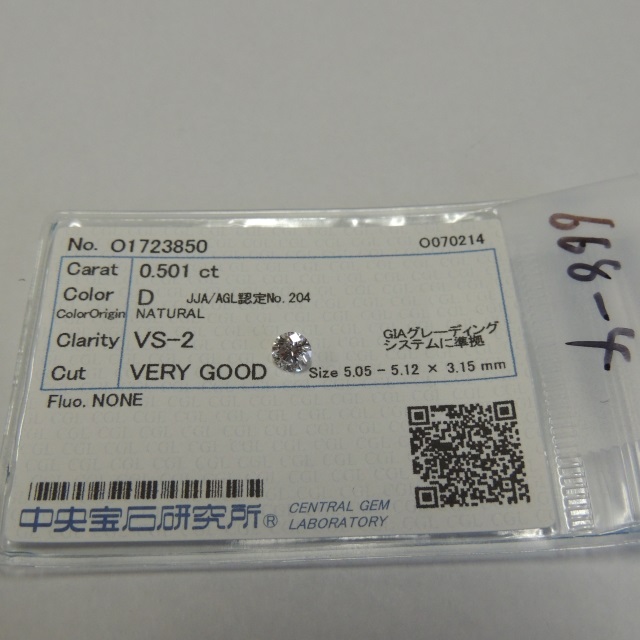 No. O1723850 O070214
Carat 0.501 ct
Color D JJA/AGL認定No.204
ColorOrigin NATURAL
Clarity VS-2 GIAグレーディング
システムに準拠
Cut VERY GOOD Size 5.05 - 5.12 × 3.15 mm
Fluo. NONE
中央宝石研究所® CENTRAL GEM
LABORATORY